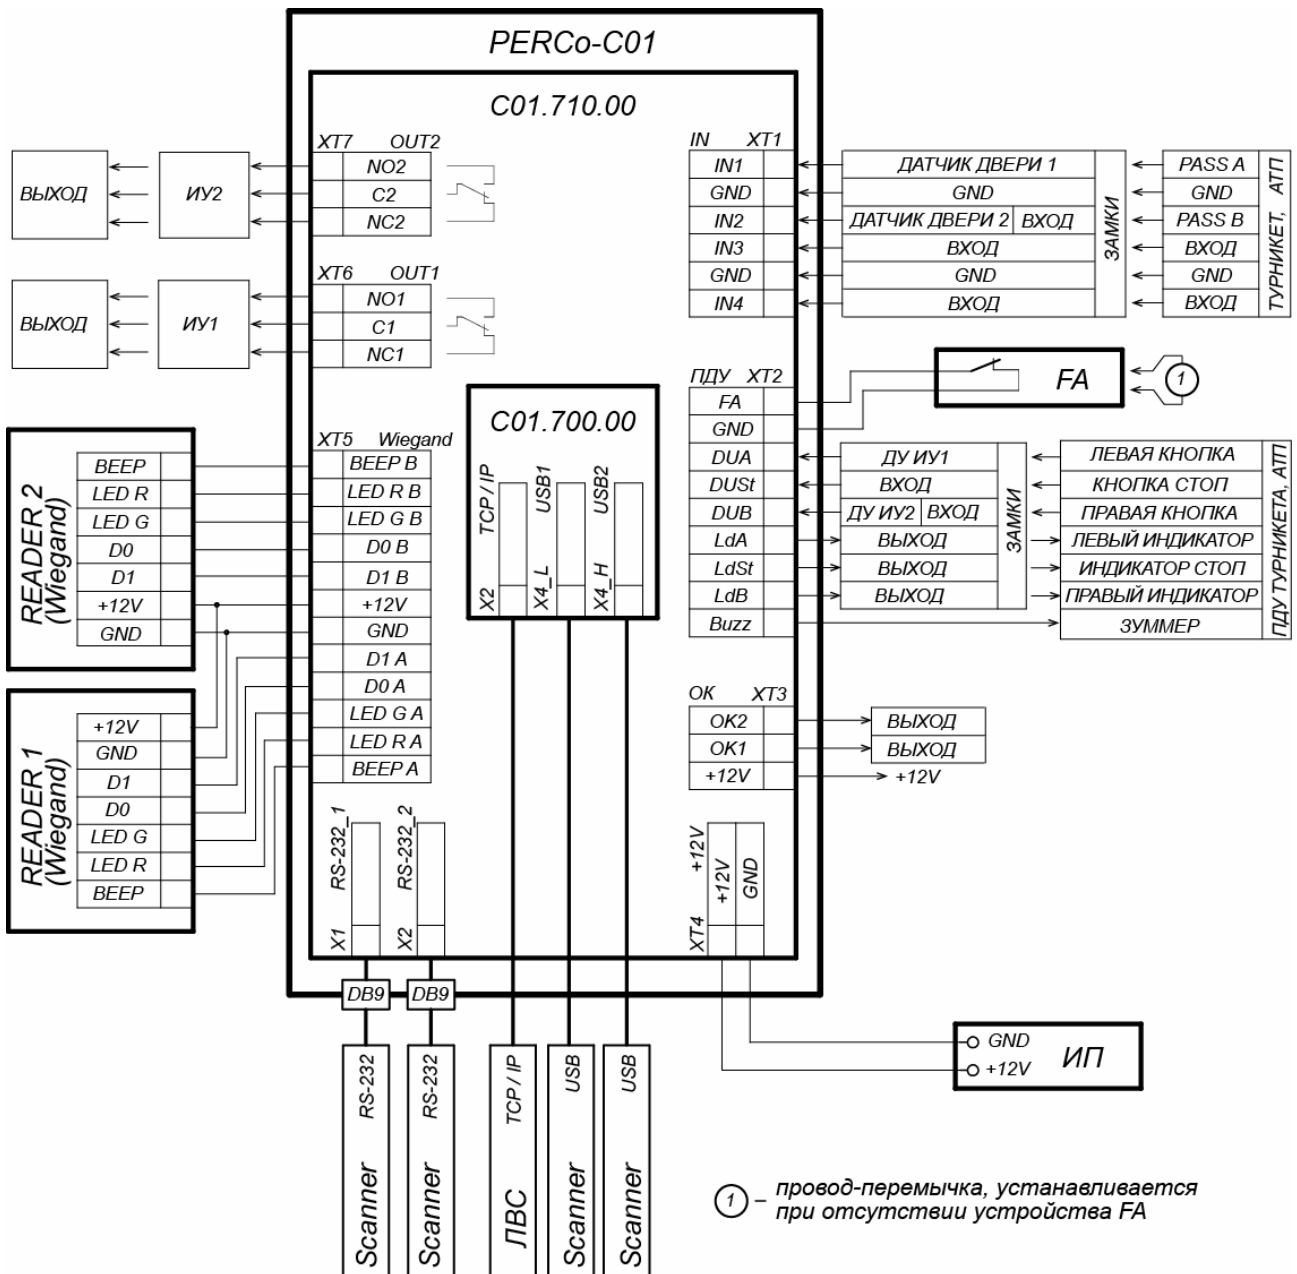 PERCo-C01
C01.710.00
XT7 OUT2
NO2
C2
NC2
ВЫХОД
ИУ2
XT6 OUT1
NO1
C1
NC1
ВЫХОД
ИУ1
IN XT1
IN1
GND
IN2
IN3
GND
IN4
ДАТЧИК ДВЕРИ 1
GND
ДАТЧИК ДВЕРИ 2 ВХОД
ВХОД
GND
ВХОД
ЗАМКИ
PASS A
GND
PASS B
ВХОД
GND
ВХОД
ТУРНИКЕТ, АТП
ПДУ XT2
FA
GND
DUA
DUSt
DUB
LdA
LdSt
LdB
Buzz
FA
1
ДУ ИУ1
ВХОД
ДУ ИУ2 ВХОД
ВЫХОД
ВЫХОД
ВЫХОД
ЗАМКИ
ЛЕВАЯ КНОПКА
КНОПКА СТОП
ПРАВАЯ КНОПКА
ЛЕВЫЙ ИНДИКАТОР
ИНДИКАТОР СТОП
ПРАВЫЙ ИНДИКАТОР
ЗУММЕР
ПДУ ТУРНИКЕТА, АТП
C01.700.00
TCP / IP
X2
USB1
X4_L
USB2
X4_H
READER 2
(Wiegand)
BEEP
LED R
LED G
D0
D1
+12V
GND
READER 1
(Wiegand)
+12V
GND
D1
D0
LED G
LED R
BEEP
XT5 Wiegand
BEEP B
LED R B
LED G B
D0 B
D1 B
+12V
GND
D1 A
D0 A
LED G A
LED R A
BEEP A
ОК XT3
OK2
OK1
+12V
ВЫХОД
ВЫХОД
+12V
RS-232_1
X1
RS-232_2
X2
+12V
XT4
+12V
GND
DB9
DB9
GND
+12V
ИП
RS-232
Scanner
RS-232
Scanner
TCP / IP
ЛВС
USB
Scanner
USB
Scanner
1 – провод-перемычка, устанавливается
при отсутствии устройства FA